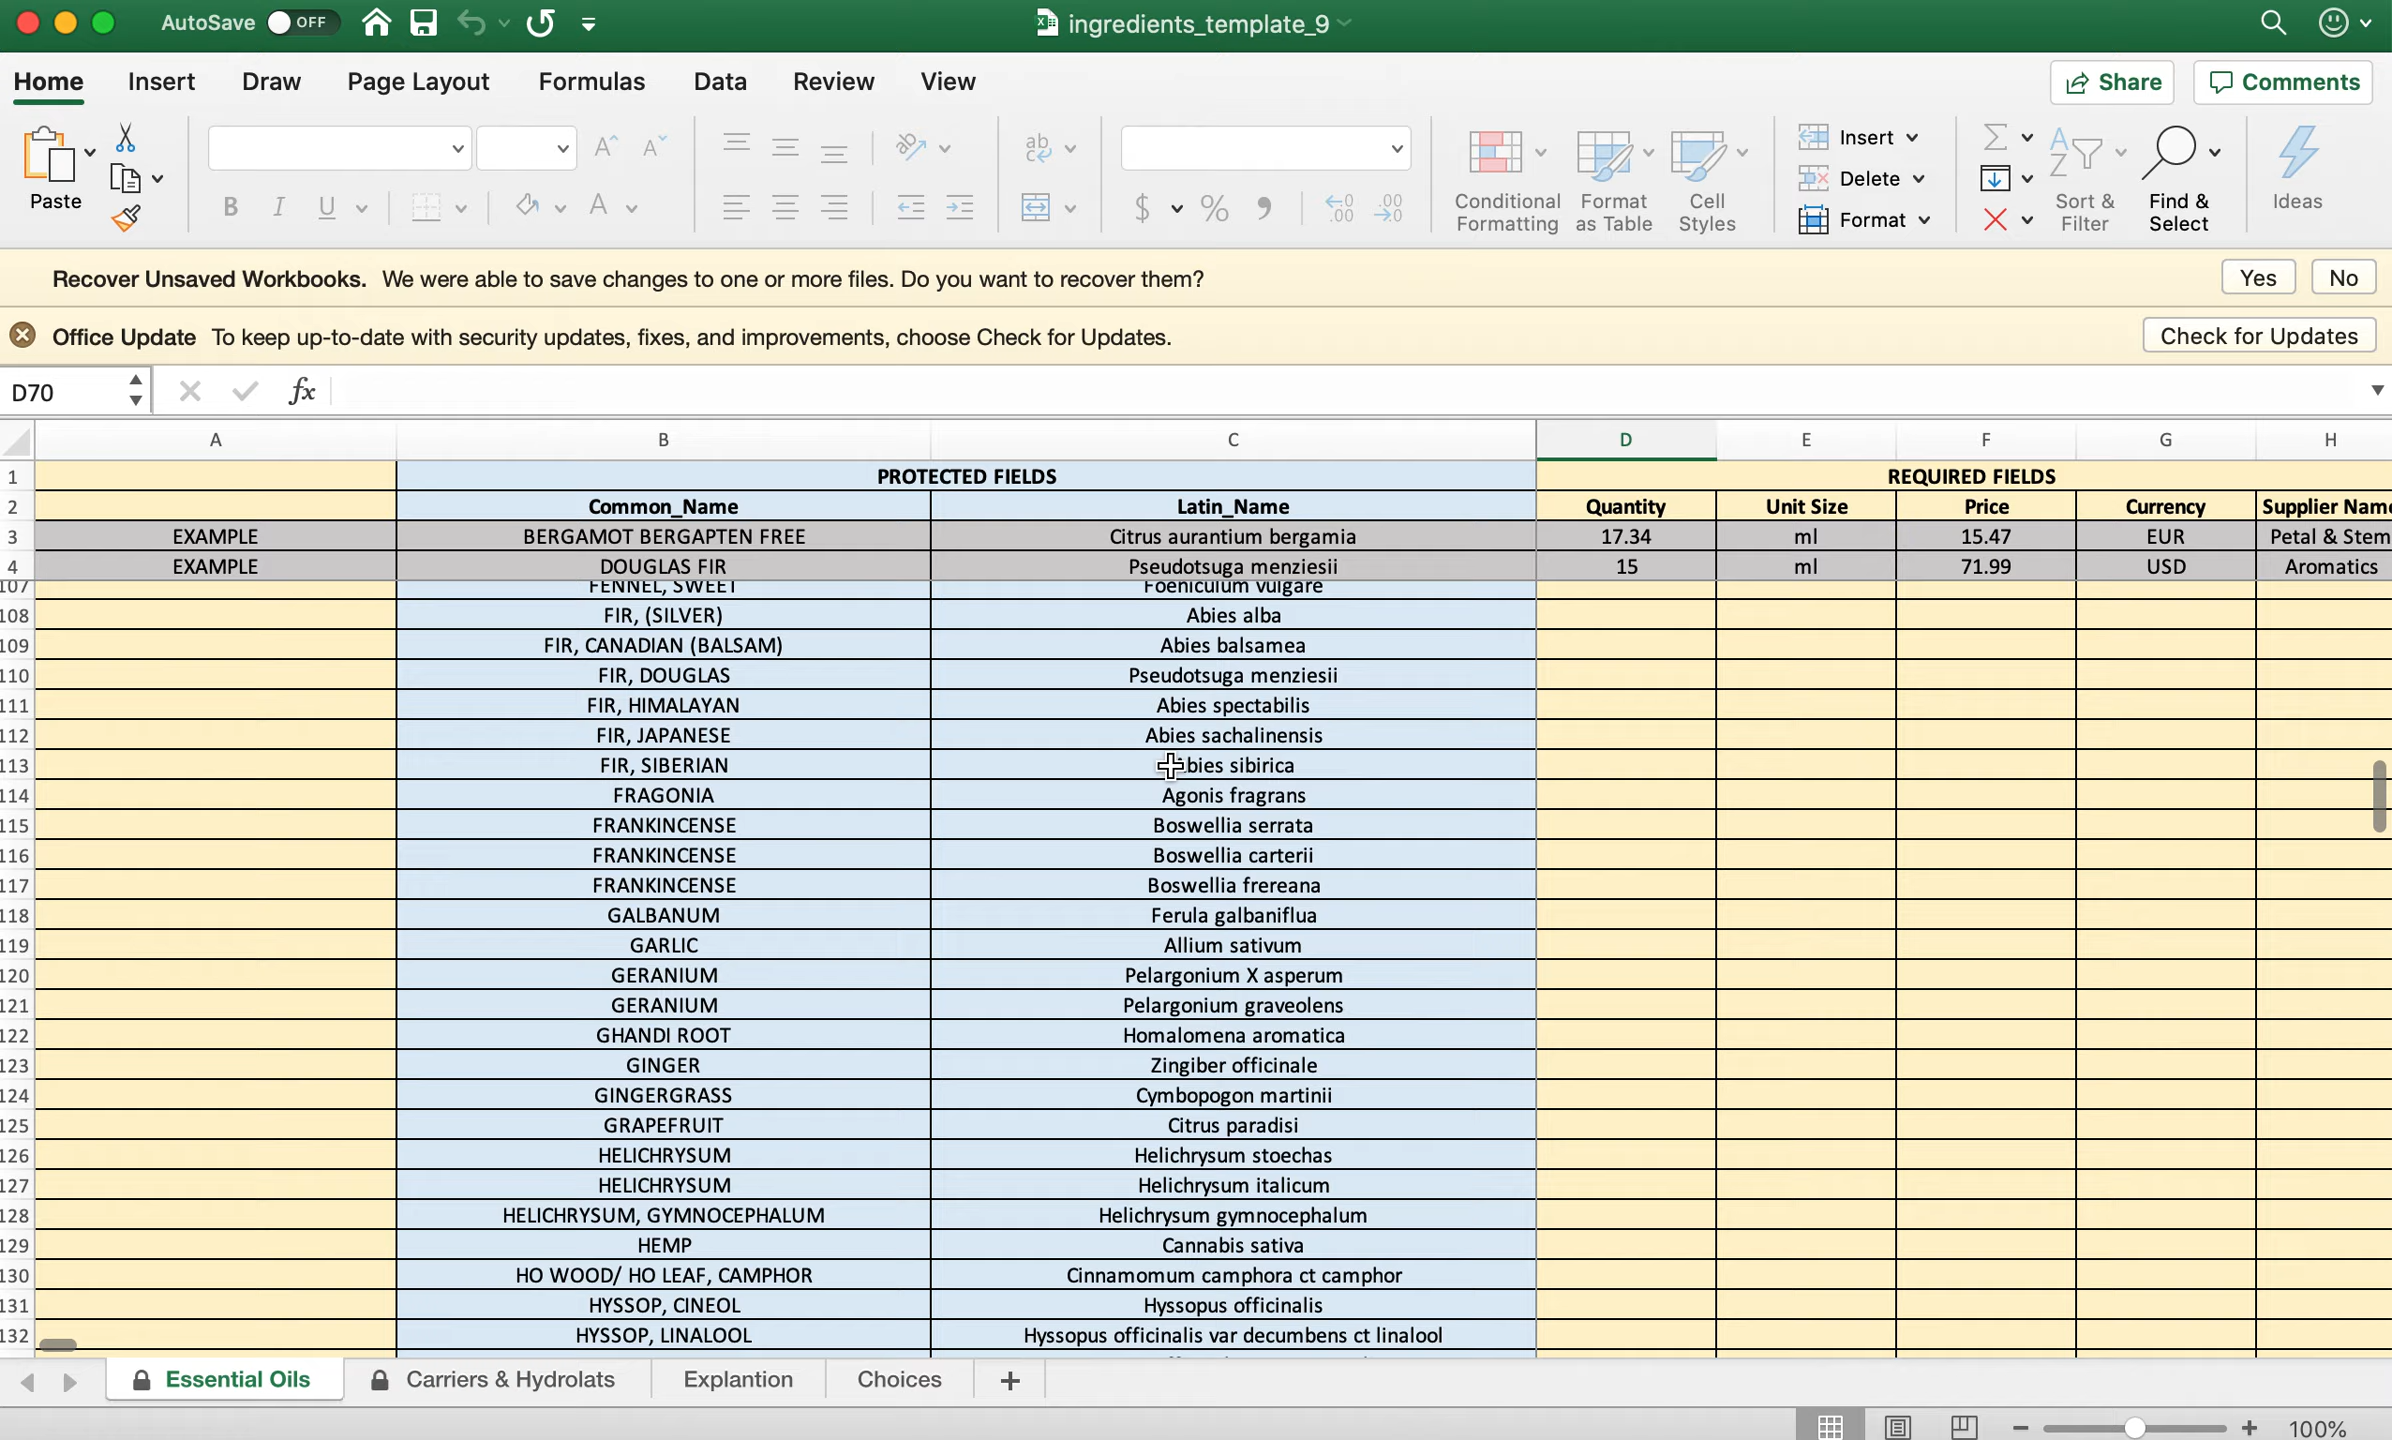 AutoSave OFF ingredients_template_9
Home Insert Draw Page Layout Formulas Data Review View Share Comments
Paste
B I U A
ab
$ % 9
Conditional Formatting
Format as Table
Cell Styles
Insert
Delete
Format
Sort & Filter
Find & Select
Ideas
Recover Unsaved Workbooks. We were able to save changes to one or more files. Do you want to recover them? Yes No
Office Update To keep up-to-date with security updates, fixes, and improvements, choose Check for Updates. Check for Updates
D70 fx
A B C D E F G H
1 PROTECTED FIELDS REQUIRED FIELDS
2 Common_Name Latin_Name Quantity Unit Size Price Currency Supplier Name
3 EXAMPLE BERGAMOT BERGAPTEN FREE Citrus aurantium bergamia 17.34 ml 15.47 EUR Petal & Stem
4 EXAMPLE DOUGLAS FIR Pseudotsuga menziesii 15 ml 71.99 USD Aromatics
107 FENNEL, SWEET Foeniculum vulgare
108 FIR, (SILVER) Abies alba
109 FIR, CANADIAN (BALSAM) Abies balsamea
110 FIR, DOUGLAS Pseudotsuga menziesii
111 FIR, HIMALAYAN Abies spectabilis
112 FIR, JAPANESE Abies sachalinensis
113 FIR, SIBERIAN Abies sibirica
114 FRAGONIA Agonis fragrans
115 FRANKINCENSE Boswellia serrata
116 FRANKINCENSE Boswellia carterii
117 FRANKINCENSE Boswellia frereana
118 GALBANUM Ferula galbaniflua
119 GARLIC Allium sativum
120 GERANIUM Pelargonium X asperum
121 GERANIUM Pelargonium graveolens
122 GHANDI ROOT Homalomena aromatica
123 GINGER Zingiber officinale
124 GINGERGRASS Cymbopogon martinii
125 GRAPEFRUIT Citrus paradisi
126 HELICHRYSUM Helichrysum stoechas
127 HELICHRYSUM Helichrysum italicum
128 HELICHRYSUM, GYMNOCEPHALUM Helichrysum gymnocephalum
129 HEMP Cannabis sativa
130 HO WOOD/ HO LEAF, CAMPHOR Cinnamomum camphora ct camphor
131 HYSSOP, CINEOL Hyssopus officinalis
132 HYSSOP, LINALOOL Hyssopus officinalis var decumbens ct linalool
Essential Oils Carriers & Hydrolats Explantion Choices +
100%